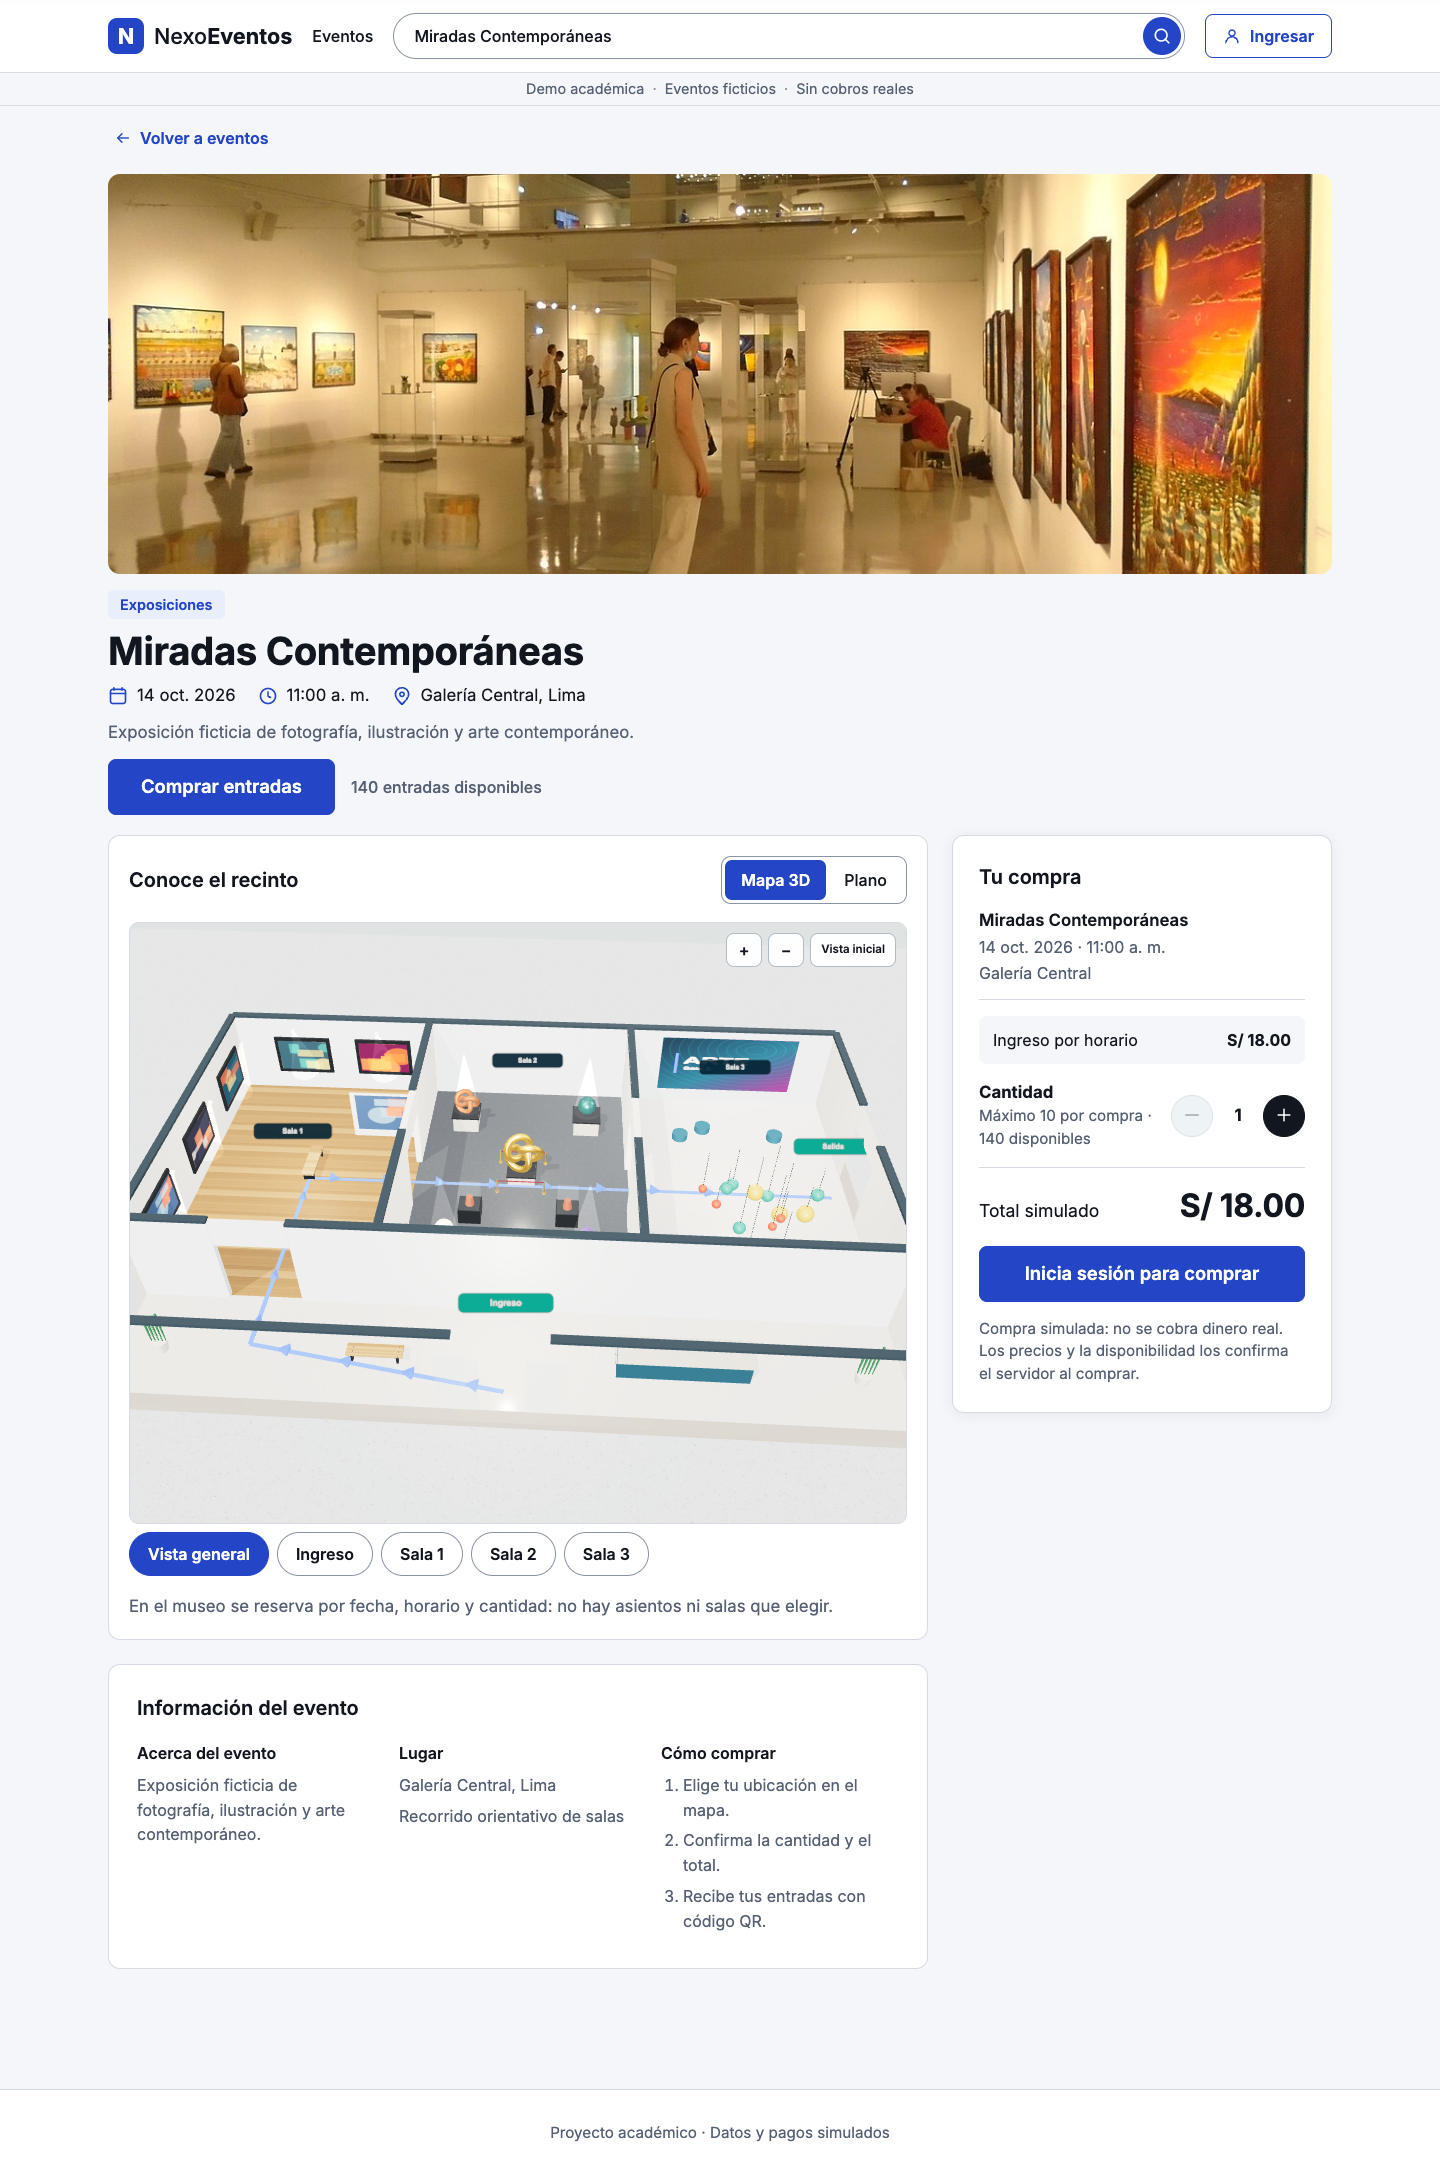 N NexoEventos
Eventos
Miradas Contemporáneas
Ingresar
Demo académica · Eventos ficticios · Sin cobros reales
← Volver a eventos
Exposiciones
Miradas Contemporáneas
14 oct. 2026
11:00 a. m.
Galería Central, Lima
Exposición ficticia de fotografía, ilustración y arte contemporáneo.
Comprar entradas
140 entradas disponibles
Conoce el recinto
Mapa 3D
Plano
+
−
Vista inicial
Sala 1
Sala 2
Sala 3
Salida
Ingreso
Vista general
Ingreso
Sala 1
Sala 2
Sala 3
En el museo se reserva por fecha, horario y cantidad: no hay asientos ni salas que elegir.
Tu compra
Miradas Contemporáneas
14 oct. 2026 · 11:00 a. m.
Galería Central
Ingreso por horario S/ 18.00
Cantidad
Máximo 10 por compra ·
140 disponibles
− 1 +
Total simulado S/ 18.00
Inicia sesión para comprar
Compra simulada: no se cobra dinero real.
Los precios y la disponibilidad los confirma
el servidor al comprar.
Información del evento
Acerca del evento
Exposición ficticia de
fotografía, ilustración y arte
contemporáneo.
Lugar
Galería Central, Lima
Recorrido orientativo de salas
Cómo comprar
1. Elige tu ubicación en el
mapa.
2. Confirma la cantidad y el
total.
3. Recibe tus entradas con
código QR.
Proyecto académico · Datos y pagos simulados